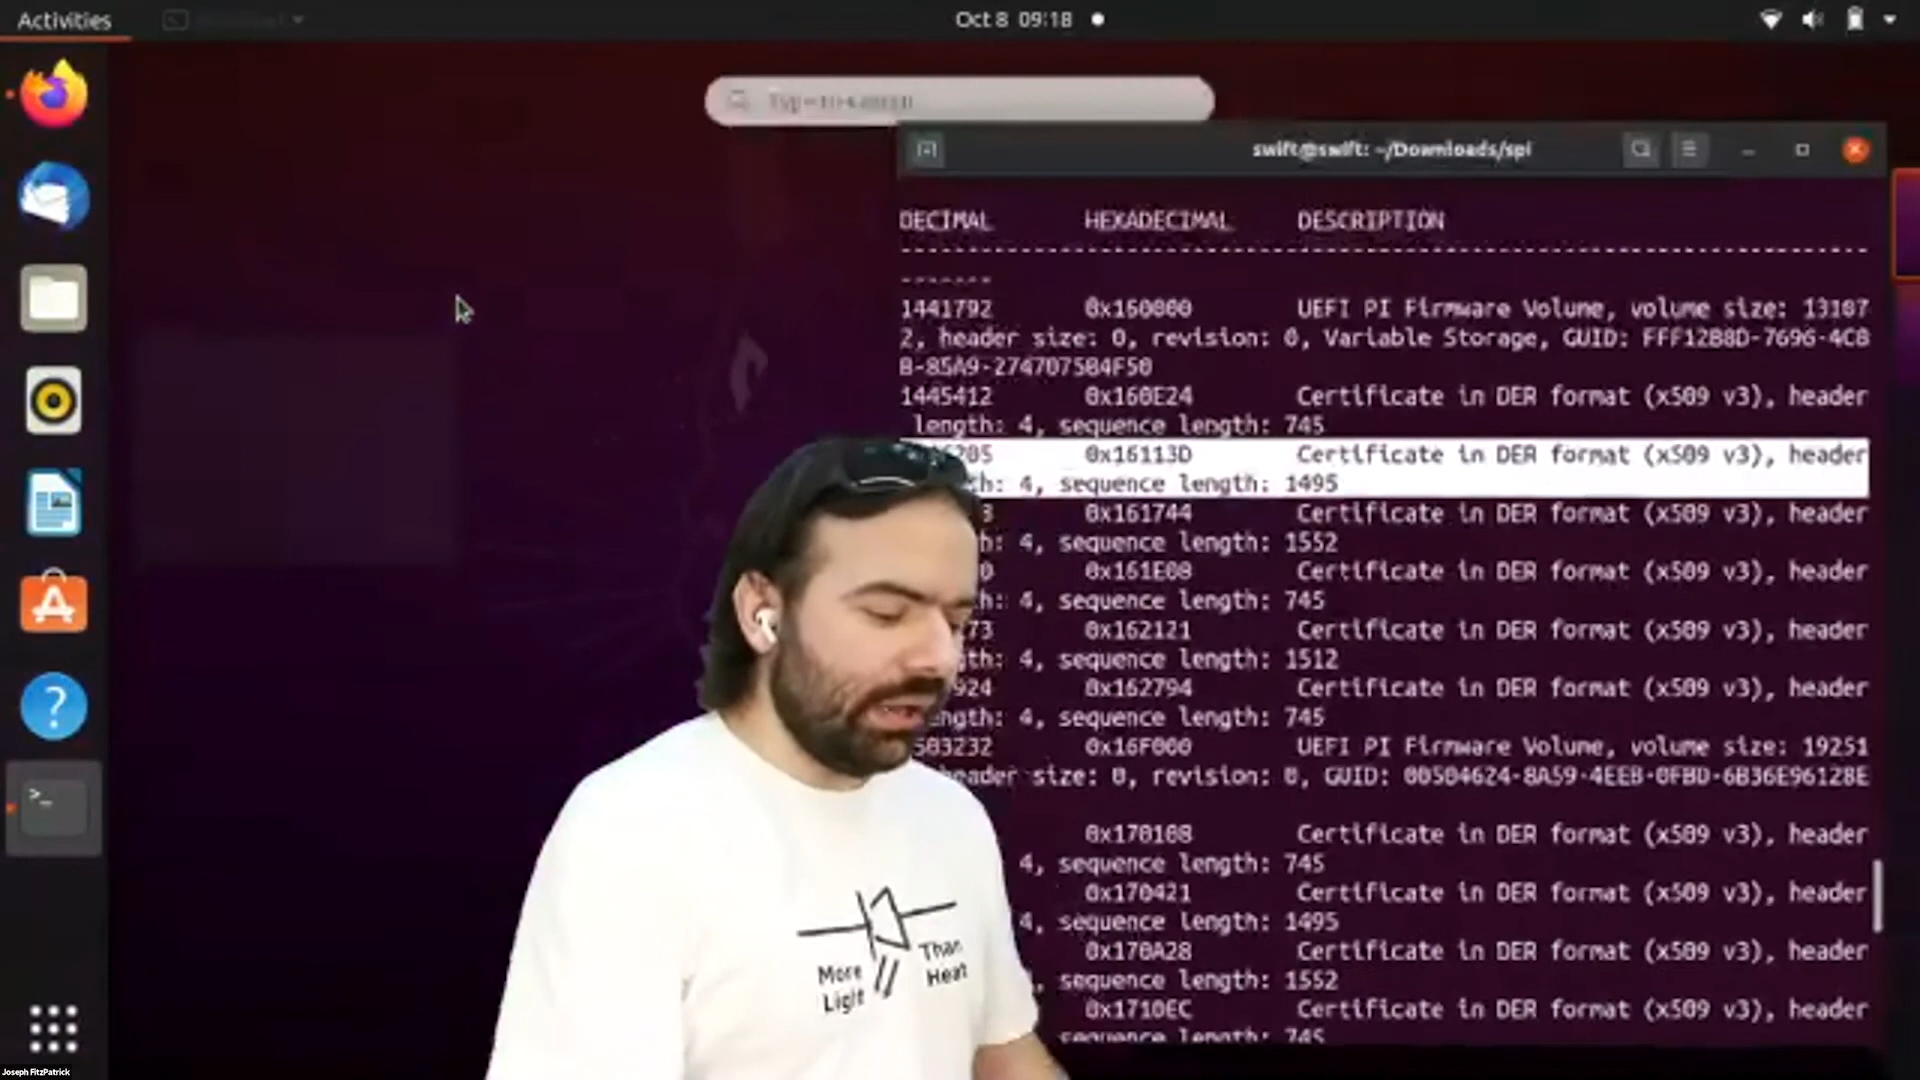 Activities
Oct 8 09:18
swift@swift: ~/Downloads/spi
DECIMAL HEXADECIMAL DESCRIPTION
--------------------------------------------------------------------------------
1441792 0x160000 UEFI PI Firmware Volume, volume size: 13107
2, header size: 0, revision: 0, Variable Storage, GUID: FFF12B8D-7696-4C8
B-85A9-2747075B4F50
1445412 0x160E24 Certificate in DER format (x509 v3), header
length: 4, sequence length: 745
0x16113D Certificate in DER format (x509 v3), header
4, sequence length: 1495
0x161744 Certificate in DER format (x509 v3), header
4, sequence length: 1552
0x161E08 Certificate in DER format (x509 v3), header
4, sequence length: 745
0x162121 Certificate in DER format (x509 v3), header
4, sequence length: 1512
0x162794 Certificate in DER format (x509 v3), header
4, sequence length: 745
0x16F000 UEFI PI Firmware Volume, volume size: 19251
header size: 0, revision: 0, GUID: 00504624-8A59-4EEB-0FBD-6B36E96128E
0x170108 Certificate in DER format (x509 v3), header
4, sequence length: 745
0x170421 Certificate in DER format (x509 v3), header
4, sequence length: 1495
0x170A28 Certificate in DER format (x509 v3), header
, sequence length: 1552
0x1710EC Certificate in DER format (x509 v3), header
sequence length: 745
More Than
Light // Heat
Joseph FitzPatrick